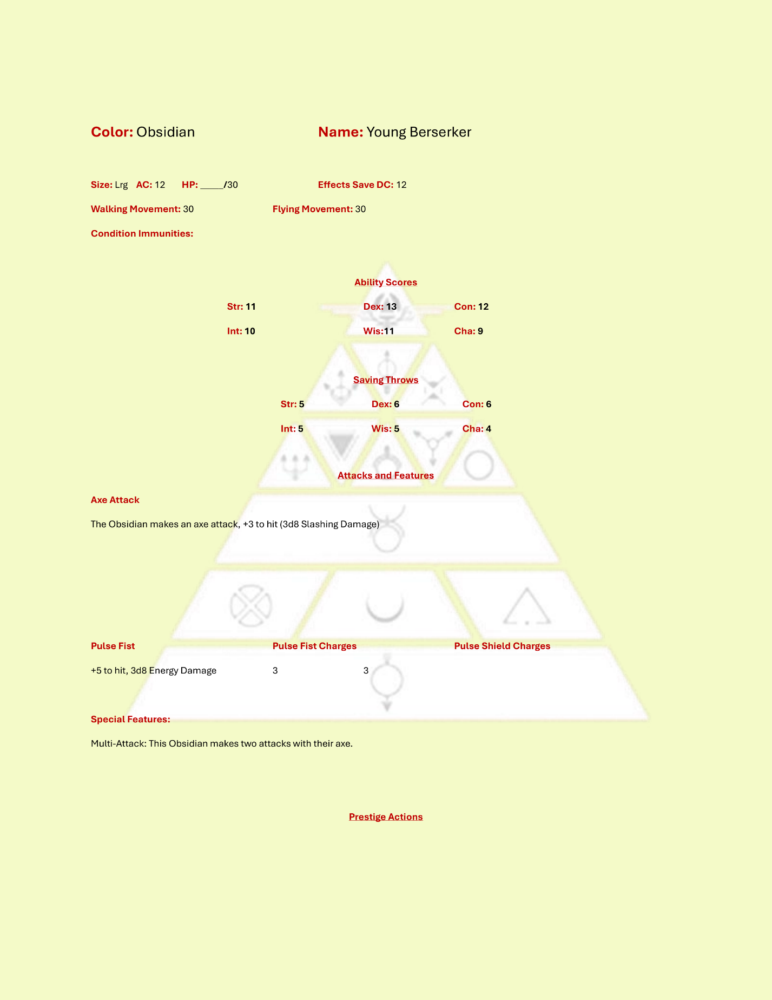 Color: Obsidian Name: Young Berserker
Size: Lrg AC: 12 HP: _____/30 Effects Save DC: 12
Walking Movement: 30 Flying Movement: 30
Condition Immunities:
Ability Scores
Str: 11 Dex: 13 Con: 12
Int: 10 Wis:11 Cha: 9
Saving Throws
Str: 5 Dex: 6 Con: 6
Int: 5 Wis: 5 Cha: 4
Attacks and Features
Axe Attack
The Obsidian makes an axe attack, +3 to hit (3d8 Slashing Damage)
Pulse Fist Pulse Fist Charges Pulse Shield Charges
+5 to hit, 3d8 Energy Damage 3 3
Special Features:
Multi-Attack: This Obsidian makes two attacks with their axe.
Prestige Actions